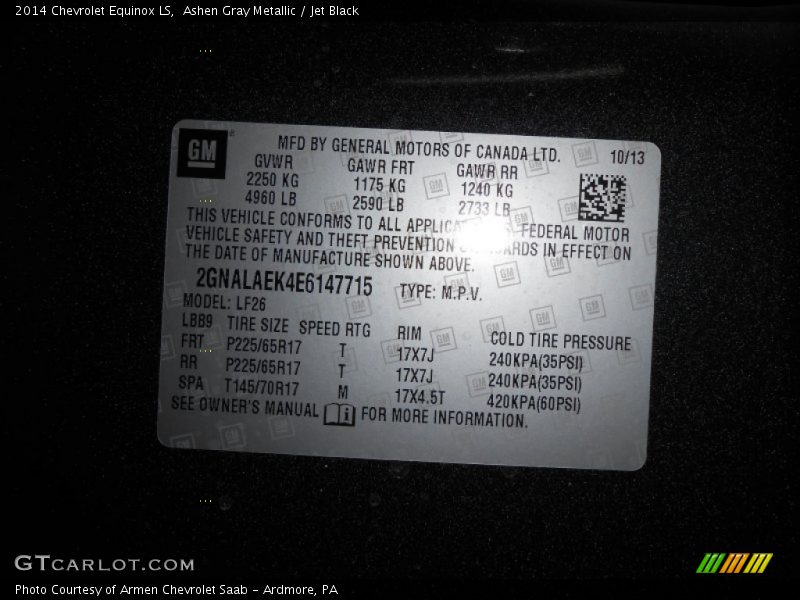 2014 Chevrolet Equinox LS,  Ashen Gray Metallic / Jet Black
GM
MFD BY GENERAL MOTORS OF CANADA LTD. 10/13
GVWR GAWR FRT GAWR RR
2250 KG 1175 KG 1240 KG
4960 LB 2590 LB 2733 LB
THIS VEHICLE CONFORMS TO ALL FEDERAL MOTOR
VEHICLE SAFETY AND THEFT PREVENTION IN EFFECT ON
THE DATE OF MANUFACTURE SHOWN ABOVE.
2GNALAEK4E6147715 TYPE: M.P.V.
MODEL: LF26
LBB9 TIRE SIZE SPEED RTG RIM COLD TIRE PRESSURE
FRT P225/65R17 T 17X7J 240KPA(35PSI)
RR P225/65R17 T 17X7J 240KPA(35PSI)
SPA T145/70R17 M 17X4.5T 420KPA(60PSI)
SEE OWNER'S MANUAL FOR MORE INFORMATION.
GTCARLOT.COM
Photo Courtesy of Armen Chevrolet Saab - Ardmore, PA